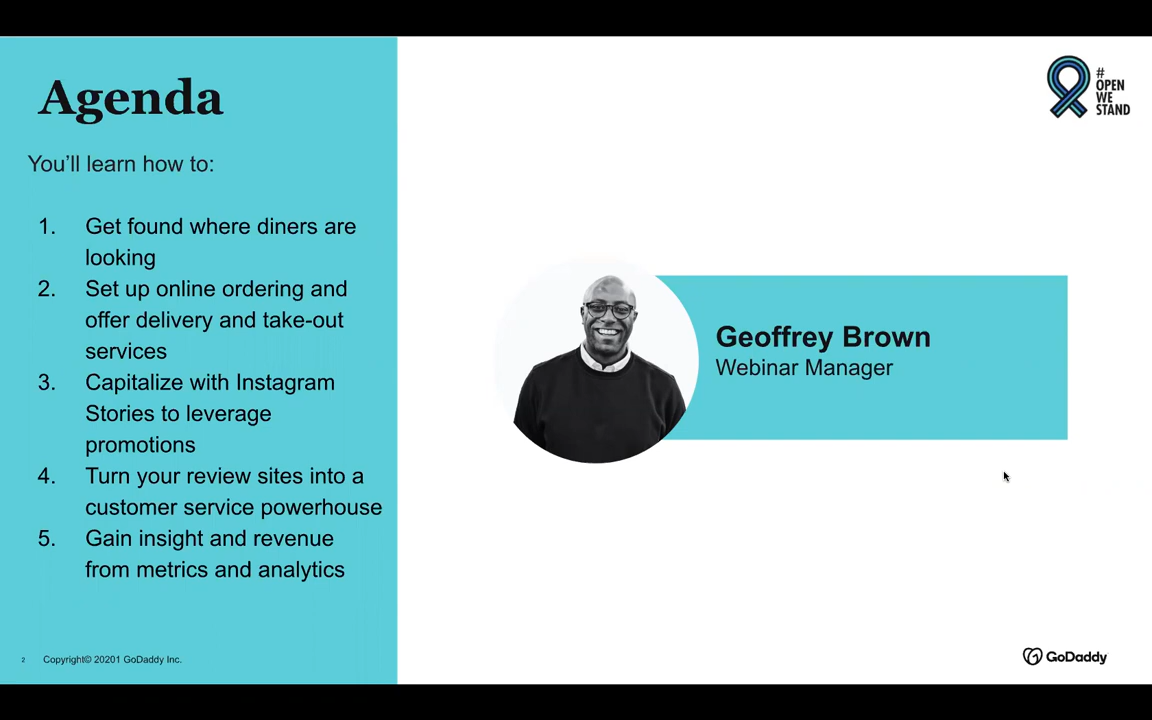 Agenda
You'll learn how to:
1. Get found where diners are
looking
2. Set up online ordering and
offer delivery and take-out
services
3. Capitalize with Instagram
Stories to leverage
promotions
4. Turn your review sites into a
customer service powerhouse
5. Gain insight and revenue
from metrics and analytics
2 Copyright© 20201 GoDaddy Inc.
#
OPEN
WE
STAND
Geoffrey Brown
Webinar Manager
GoDaddy